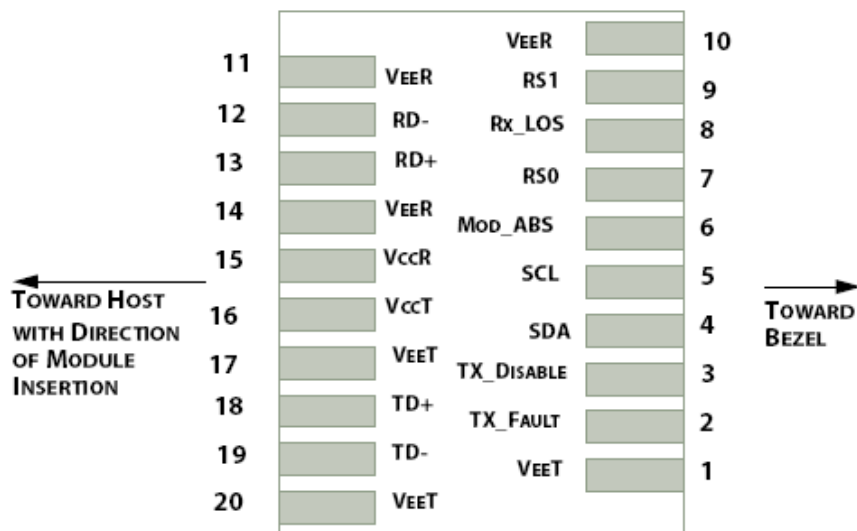 11 VEER
12 RD-
13 RD+
14 VEER
15 VCCR
16 VCCT
17 VEET
18 TD+
19 TD-
20 VEET
VEER 10
RS1 9
RX_LOS 8
RS0 7
MOD_ABS 6
SCL 5
SDA 4
TX_DISABLE 3
TX_FAULT 2
VEET 1
TOWARD HOST
WITH DIRECTION
OF MODULE
INSERTION
TOWARD
BEZEL